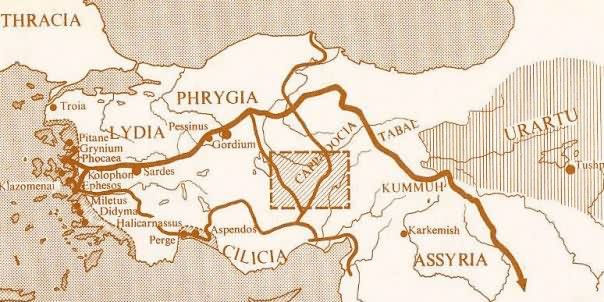 THRACIA
Troia
PHRYGIA
LYDIA
Pessinus
Gordium
Pitane
Grynium
Phocaea
Klazomenai
Kolophon
Ephesos
Sardes
Miletus
Didyma
Halicarnassus
Perge
Aspendos
CILICIA
CAPPADOCIA
TABAL
KUMMUH
Karkemish
ASSYRIA
URARTU
Tushp